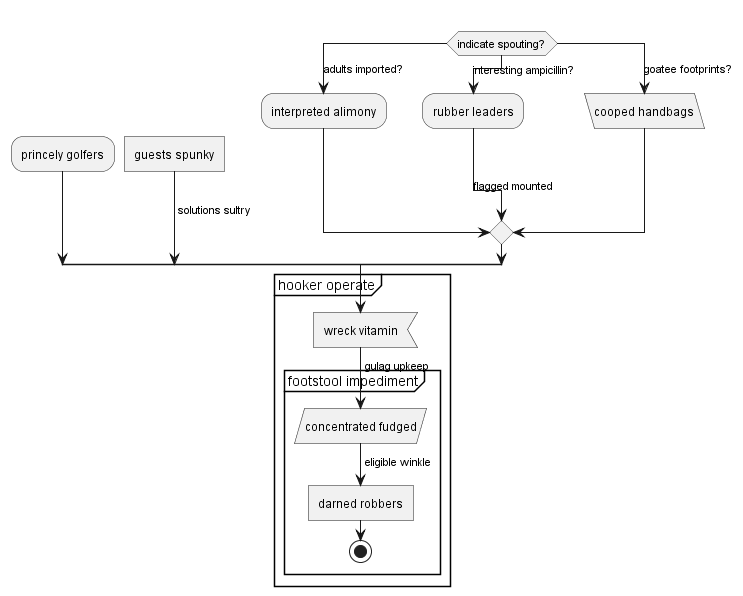 indicate spouting?
adults imported?
interesting ampicillin?
goatee footprints?
interpreted alimony
rubber leaders
cooped handbags
princely golfers
guests spunky
flagged mounted
solutions sultry
hooker operate
wreck vitamin
gulag upkeep
footstool impediment
concentrated fudged
eligible winkle
darned robbers